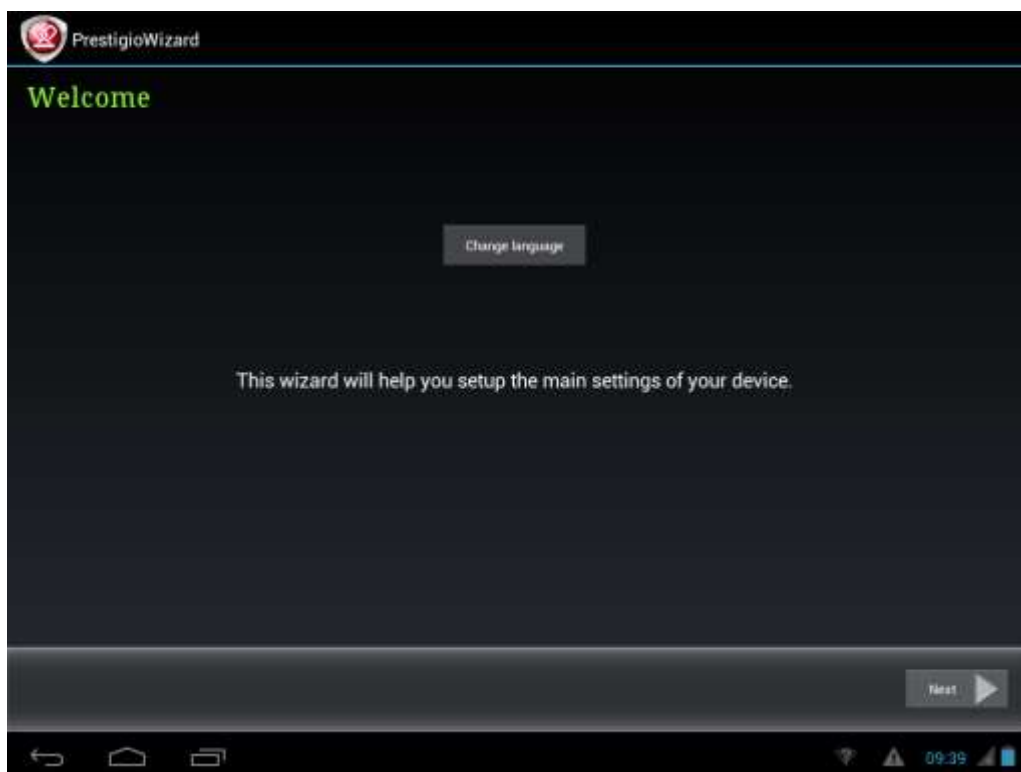 PrestigioWizard
Welcome
Change language
This wizard will help you setup the main settings of your device.
Next
09:39